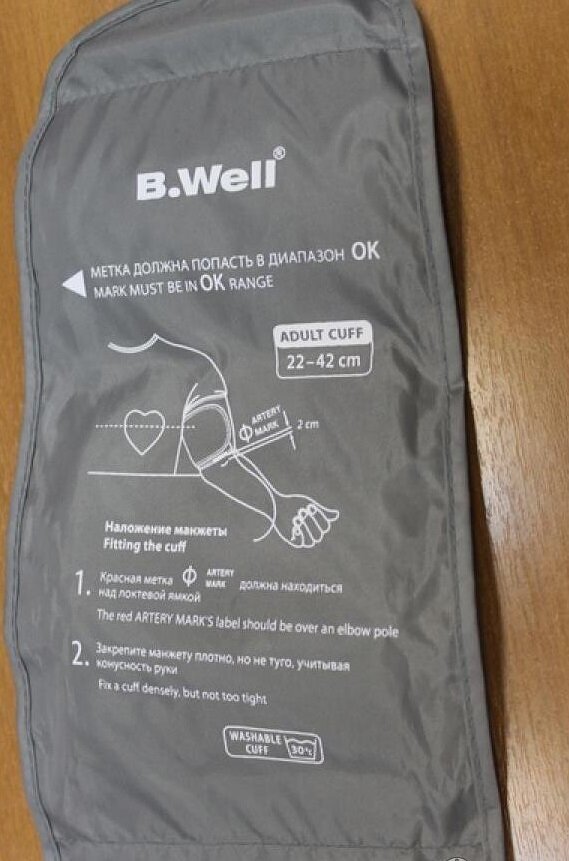 B.Well®
МЕТКА ДОЛЖНА ПОПАСТЬ В ДИАПАЗОН OK
MARK MUST BE IN OK RANGE
ADULT CUFF
22–42 cm
ARTERY
MARK
2 cm
Наложение манжеты
Fitting the cuff
1. Красная метка Φ ARTERY MARK должна находиться
над локтевой ямкой
The red ARTERY MARK'S label should be over an elbow pole
2. Закрепите манжету плотно, но не туго, учитывая
конусность руки
Fix a cuff densely, but not too tight
WASHABLE
CUFF
30°c